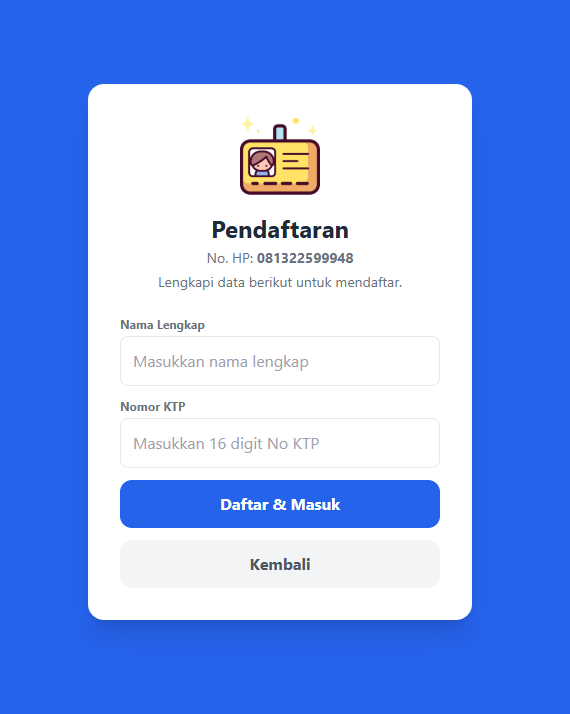 Pendaftaran
No. HP: 081322599948
Lengkapi data berikut untuk mendaftar.
Nama Lengkap
Masukkan nama lengkap
Nomor KTP
Masukkan 16 digit No KTP
Daftar & Masuk
Kembali